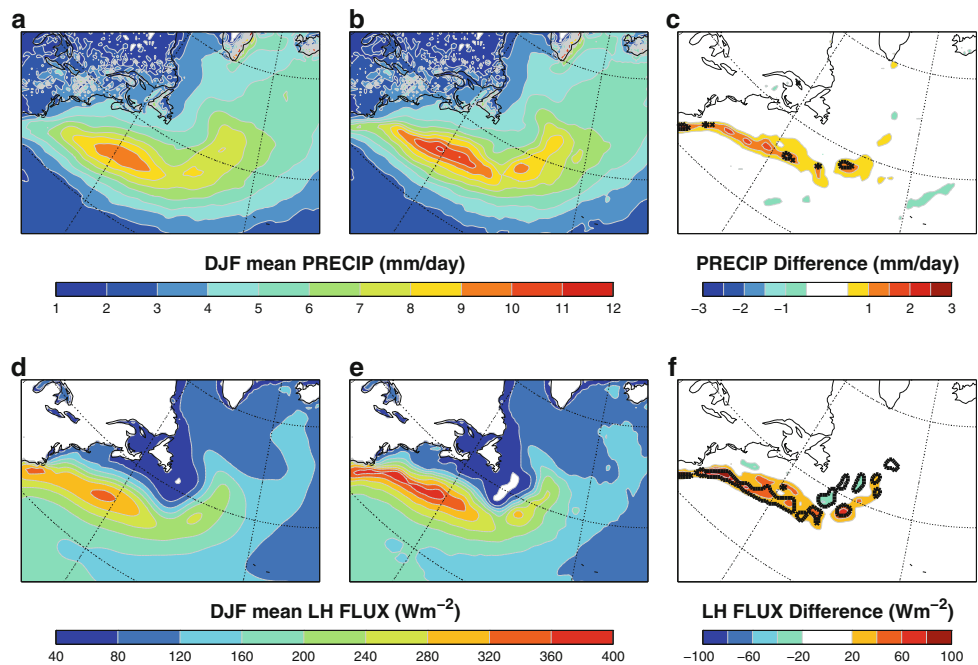 a b c
DJF mean PRECIP (mm/day)
1 2 3 4 5 6 7 8 9 10 11 12
PRECIP Difference (mm/day)
−3 −2 −1 1 2 3
d e f
DJF mean LH FLUX (Wm−2)
40 80 120 160 200 240 280 320 360 400
LH FLUX Difference (Wm−2)
−100 −60 −20 20 60 100